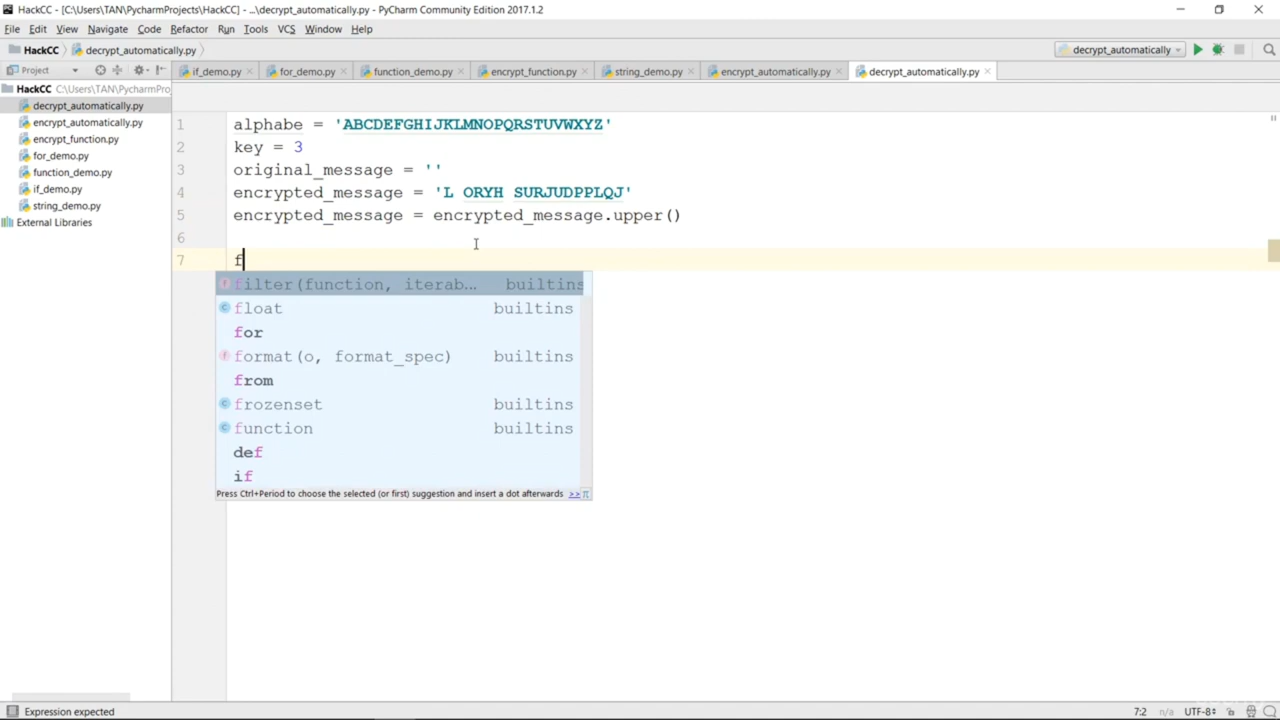 HackCC - [C:\Users\TAN\PycharmProjects\HackCC] - ...\decrypt_automatically.py - PyCharm Community Edition 2017.1.2
File Edit View Navigate Code Refactor Run Tools VCS Window Help
HackCC decrypt_automatically.py decrypt_automatically
Project if_demo.py for_demo.py function_demo.py encrypt_function.py string_demo.py encrypt_automatically.py decrypt_automatically.py
HackCC C:\Users\TAN\PycharmPro
decrypt_automatically.py
encrypt_automatically.py
encrypt_function.py
for_demo.py
function_demo.py
if_demo.py
string_demo.py
External Libraries
1 alphabe = 'ABCDEFGHIJKLMNOPQRSTUVWXYZ'
2 key = 3
3 original_message = ''
4 encrypted_message = 'L ORYH SURJUDPPLQJ'
5 encrypted_message = encrypted_message.upper()
6
7 f
filter(function, iterab... builtins
float builtins
for
format(o, format_spec) builtins
from
frozenset builtins
function builtins
def
if
Press Ctrl+Period to choose the selected (or first) suggestion and insert a dot afterwards >> π
Expression expected 7:2 n/a UTF-8